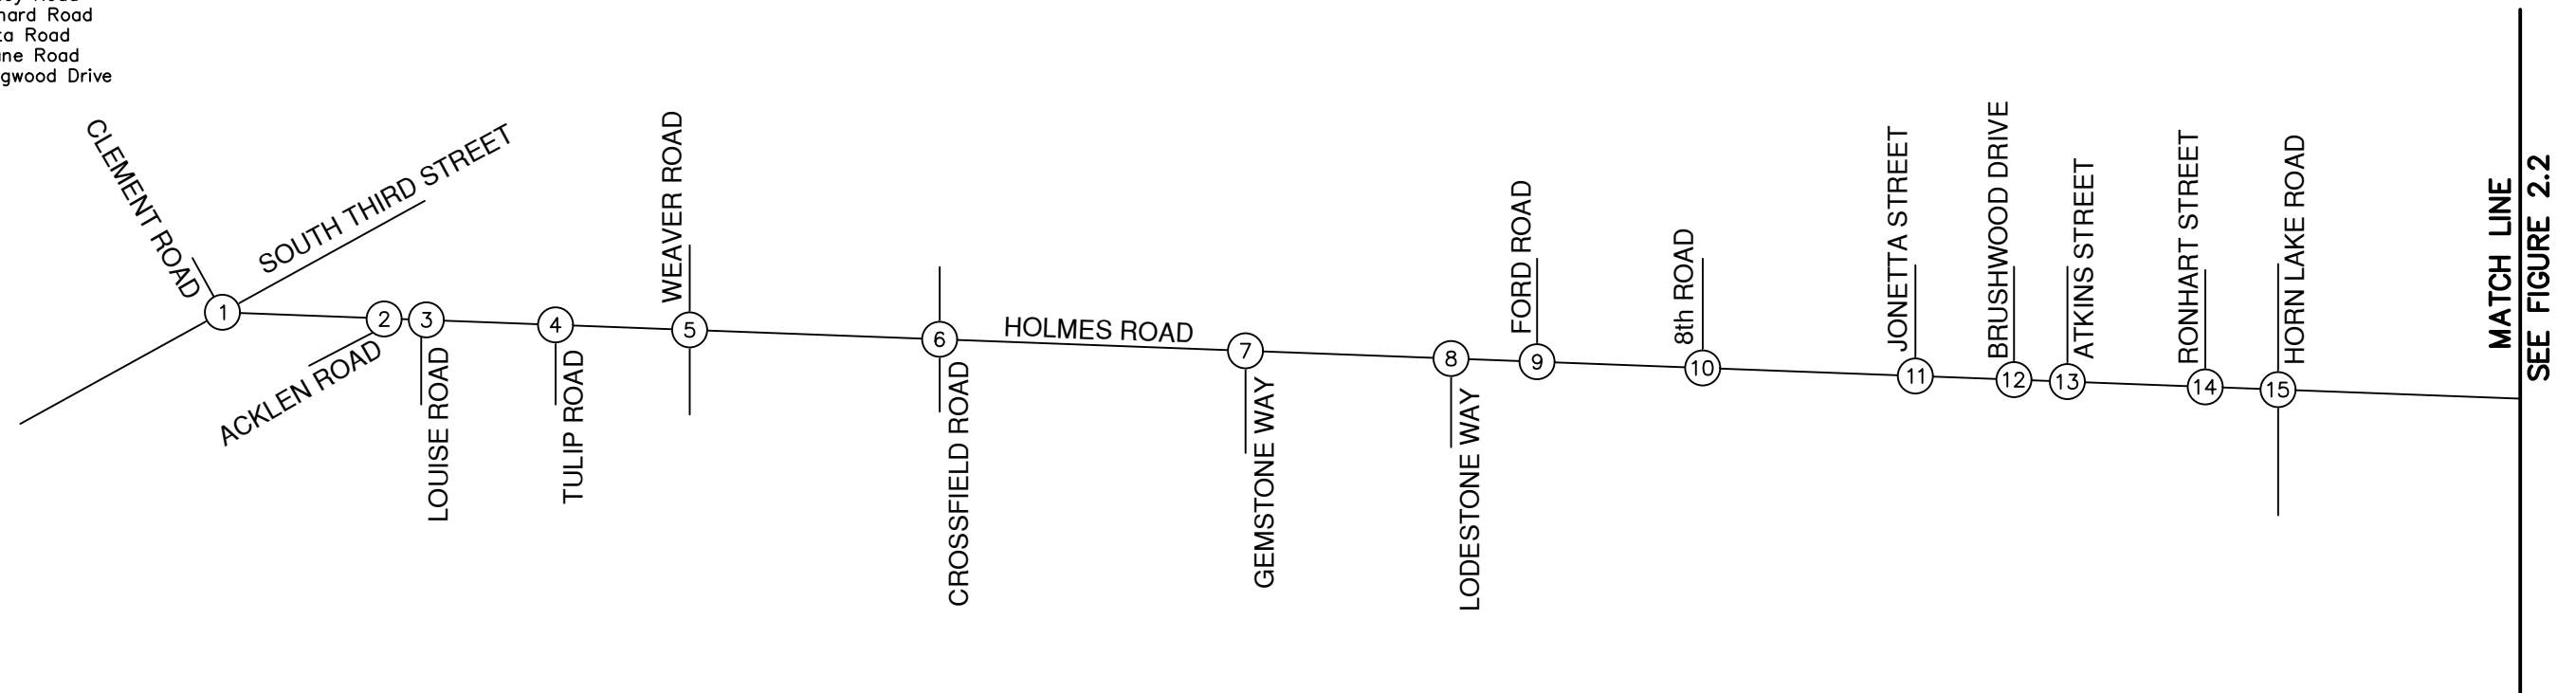 Road
Road
Road
Road
Drive
CLEMENT ROAD
SOUTH THIRD STREET
1
2
3
ACKLEN ROAD
LOUISE ROAD
4
TULIP ROAD
WEAVER ROAD
5
6
CROSSFIELD ROAD
HOLMES ROAD
7
GEMSTONE WAY
8
LODESTONE WAY
FORD ROAD
9
8th ROAD
10
JONETTA STREET
11
BRUSHWOOD DRIVE
12
ATKINS STREET
13
RONHART STREET
14
HORN LAKE ROAD
15
MATCH LINE
SEE FIGURE 2.2